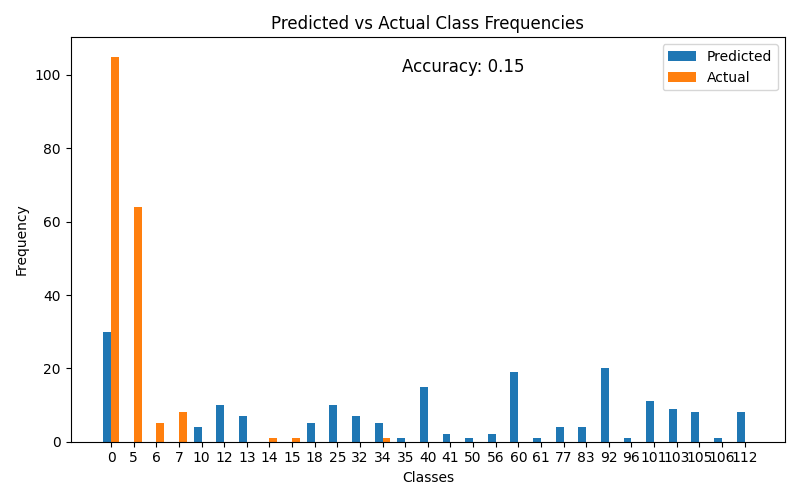 Predicted vs Actual Class Frequencies
Accuracy: 0.15
Predicted
Actual
Frequency
100
80
60
40
20
0
0 5 6 7 10 12 13 14 15 18 25 32 34 35 40 41 50 56 60 61 77 83 92 96 101 103 105 106 112
Classes